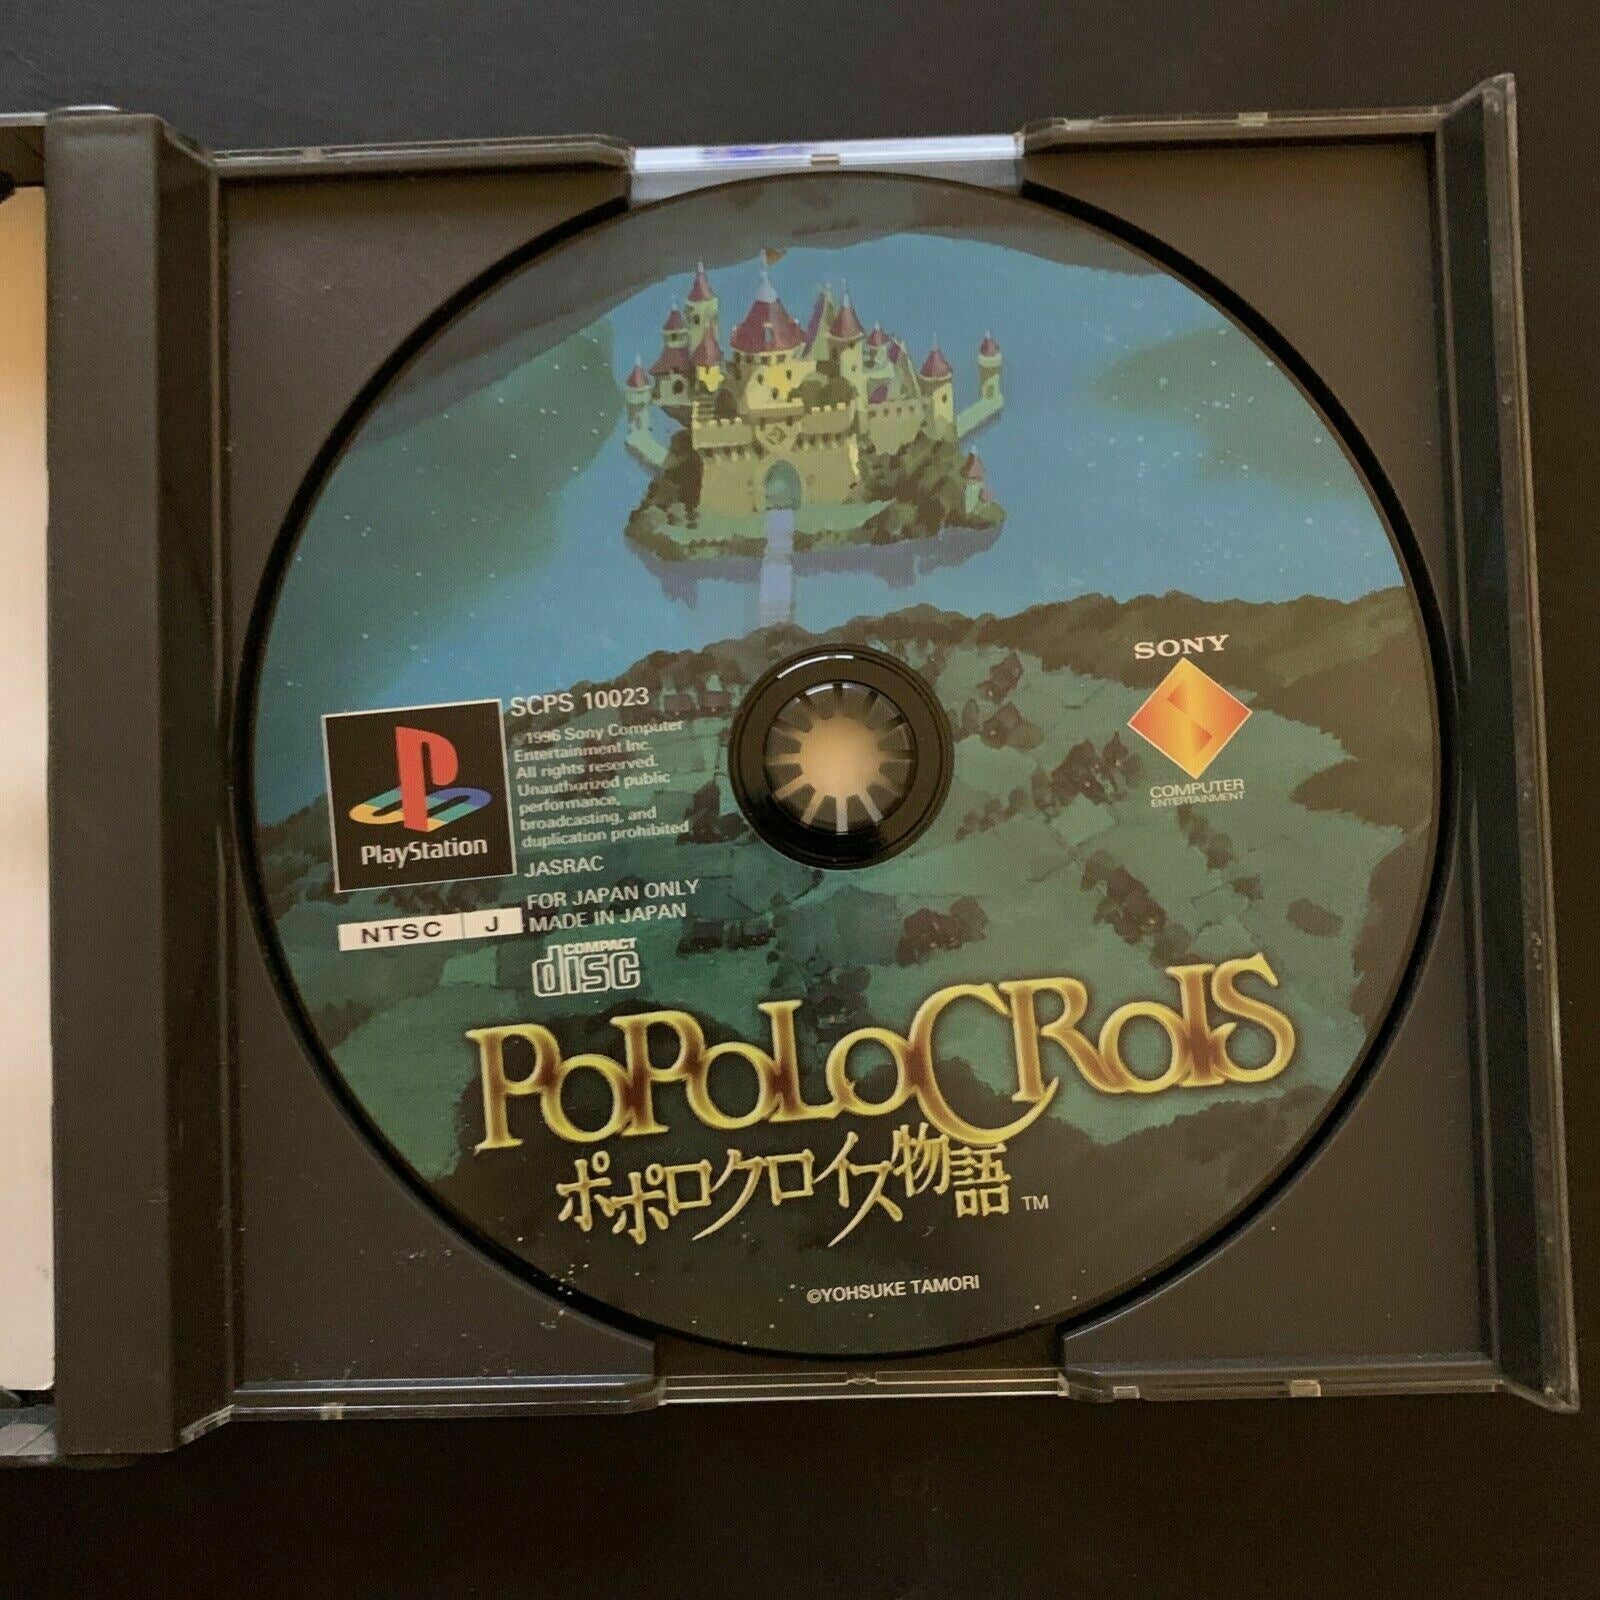 SONY
COMPUTER
ENTERTAINMENT
PlayStation
NTSC J
SCPS 10023
©1996 Sony Computer
Entertainment Inc.
All rights reserved.
Unauthorized public
performance,
broadcasting, and
duplication prohibited
JASRAC
FOR JAPAN ONLY
MADE IN JAPAN
COMPACT
disc
POPOLOCROIS
ポポロクロイス物語 TM
©YOHSUKE TAMORI